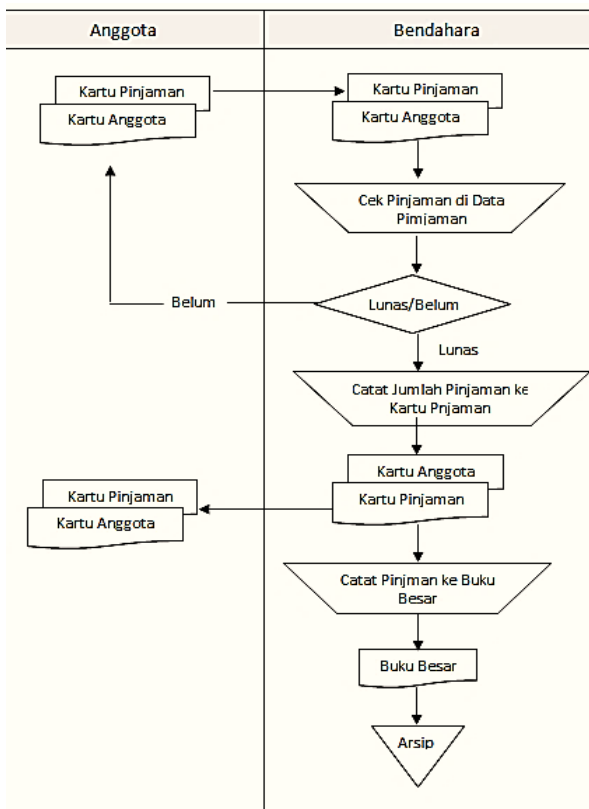 Anggota
Bendahara
Kartu Pinjaman
Kartu Anggota
Kartu Pinjaman
Kartu Anggota
Cek Pinjaman di Data
Pimjaman
Belum
Lunas/Belum
Lunas
Catat Jumlah Pinjaman ke
Kartu Pnjaman
Kartu Anggota
Kartu Pinjaman
Kartu Pinjaman
Kartu Anggota
Catat Pinjman ke Buku
Besar
Buku Besar
Arsip